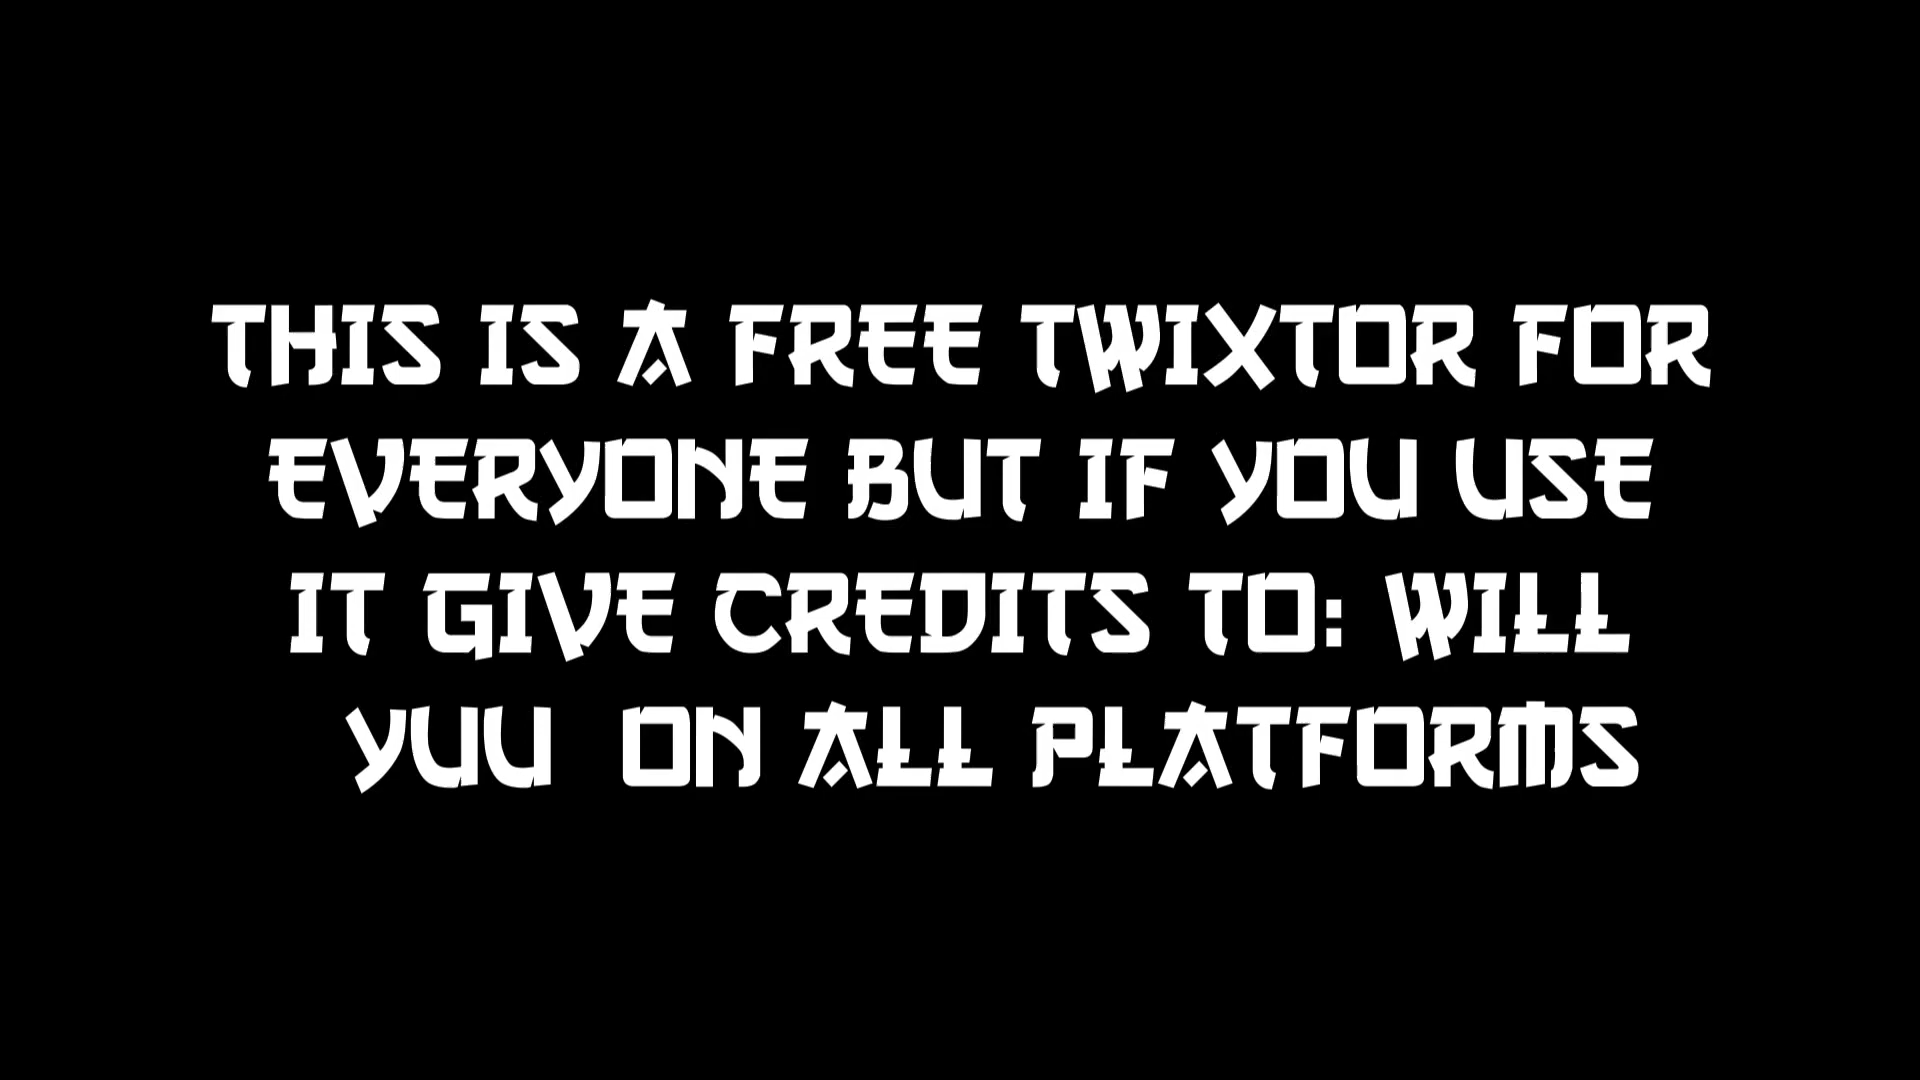 THIS IS A FREE TWIXTOR FOR
EVERYONE BUT IF YOU USE
IT GIVE CREDITS TO: WILL
YUU ON ALL PLATFORMS